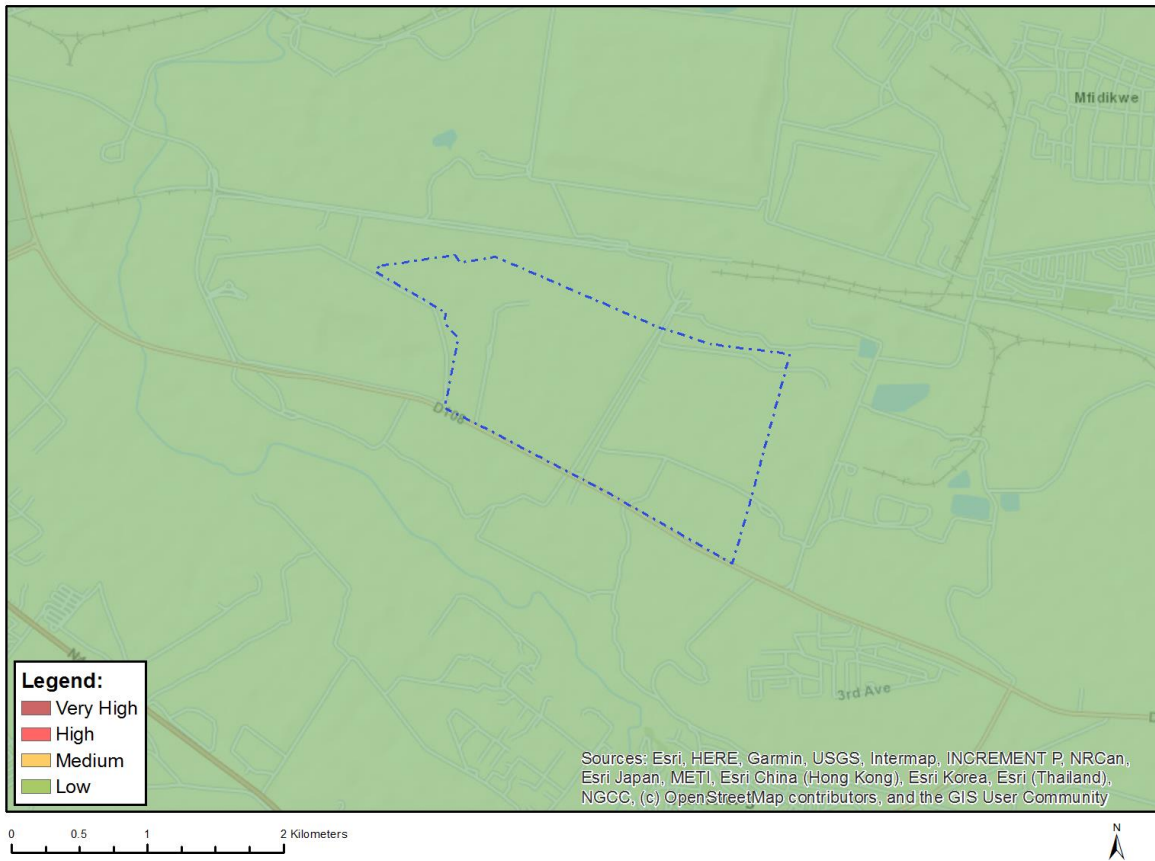 Mfidikwe
D108
3rd Ave
Legend:
Very High
High
Medium
Low
Sources: Esri, HERE, Garmin, USGS, Intermap, INCREMENT P, NRCan,
Esri Japan, METI, Esri China (Hong Kong), Esri Korea, Esri (Thailand),
NGCC, (c) OpenStreetMap contributors, and the GIS User Community
0 0.5 1 2 Kilometers
N